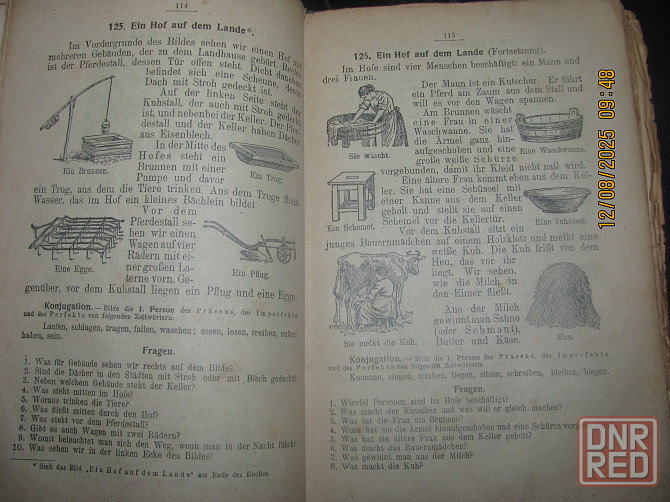 114
125. Ein Hof auf dem Lande*.
Im Vordergrunde des Bildes sehen wir einen Hof mit
mehreren Gebäuden, der zu dem Landhause gehört. Rechts
ist der Pferdestall, dessen Tür offen steht. Dicht daneben
befindet sich eine Scheune, deren
Dach mit Stroh gedeckt ist.
Auf der linken Seite steht der
Kuhstall, der auch mit Stroh gedeckt
ist, und neben bei der Keller. Der Pfer-
destall und der Keller haben Dächer
aus Eisenblech.
In der Mitte des
Hofes steht ein
Brunnen mit einer
Pumpe und davor
Ein Brunnen.
Ein Trog.
ein Trog, aus dem die Tiere trinken. Aus dem Troge fließt
Wasser, das im Hof ein kleines Bächlein bildet.
Vor dem
Pferdestall se-
hen wir einen
Wagen auf vier
Rädern mit ei-
ner großen La-
terne vorn. Ge-
Eine Egge.
Ein Pflug.
genüber, vor dem Kuhstall liegen ein Pflug und eine Egge.
Konjugation. — Bilde die 1. Person des Präsens, des Imperfekts
und des Perfekts von folgenden Zeitwörtern:
Laufen, schlagen, tragen, fallen, waschen; essen, lesen, treiben, rufen,
haben, sein.
Fragen.
1. Was für Gebäude sehen wir rechts auf dem Bilde?
2. Sind die Dächer in den Städten mit Stroh oder mit Blech gedeckt?
3. Neben welchem Gebäude steht der Keller?
4. Was steht mitten im Hofe?
5. Woraus trinken die Tiere?
6. Was fließt mitten durch den Hof?
7. Was steht vor dem Pferdestall?
8. Gibt es auch Wagen mit zwei Rädern?
9. Womit beleuchtet man sich den Weg, wenn man in der Nacht fährt?
10. Was sehen wir in der linken Ecke des Bildes?
* Sieh das Bild „Ein Hof auf dem Lande" am Ende des Buches.
115
125. Ein Hof auf dem Lande (Fortsetzung).
Im Hofe sind vier Menschen beschäftigt: ein Mann und
drei Frauen.
Der Mann ist ein Kutscher. Er führt
ein Pferd am Zaum aus dem Stall und
will es vor den Wagen spannen.
Am Brunnen wäscht
eine Frau in einer
Waschwanne. Sie hat
die Ärmel ganz hin-
aufgeschoben und eine
große weiße Schürze
Sie wäscht.
Eine Waschwanne.
vorgebunden, damit ihr Kleid nicht naß wird.
Eine ältere Frau kommt eben aus dem Kel-
ler. Sie hat eine Schüssel mit
einer Kanne aus dem Keller
geholt und stellt sie auf einen
Schemel vor die Kellertür.
Ein Schemel.
Eine Schüssel.
Vor dem Kuhstall sitzt ein
junges Bauernmädchen auf einem Holzklotz und melkt eine
weiße Kuh. Die Kuh frißt von dem
Heu, das vor ihr
liegt. Wir sehen,
wie die Milch in
den Eimer fließt.
Aus der Milch
gewinnt man Sahne
(oder Schmant),
Butter und Käse.
Sie melkt die Kuh.
Heu.
Konjugation. — Bilde die 1. Person des Präsens, des Imperfekts
und des Perfekts von folgenden Zeitwörtern:
Kommen, singen, trinken, liegen, sitzen, schreiben, bleiben, biegen.
Fragen.
1. Wieviel Personen sind im Hofe beschäftigt?
2. Was macht der Kutscher und was will er gleich machen?
3. Was tut die Frau am Brunnen?
4. Wozu hat sie die Ärmel hinaufgeschoben und eine Schürze
5. Was hat die ältere Frau aus dem Keller geholt?
6. Was macht das Bauernmädchen?
7. Was gewinnt man aus der Milch?
8. Was macht die Kuh?
12/08/2025 09:48
DNR
RED